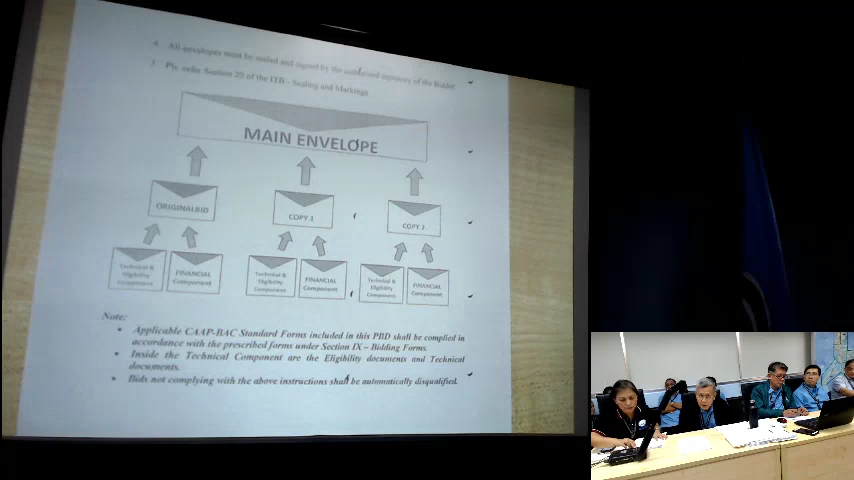 4. All envelopes must be sealed and signed by the authorized signatory of the Bidder.
5. Pls. refer Section 20 of the ITB – Sealing and Markings
MAIN ENVELOPE
ORIGINAL BID
COPY 1
COPY 2
Technical & Eligibility Component
FINANCIAL Component
Technical & Eligibility Component
FINANCIAL Component
Technical & Eligibility Component
FINANCIAL Component
Note:
• Applicable CAAP-BAC Standard Forms included in this PBD shall be complied in
accordance with the prescribed forms under Section IX – Bidding Forms.
• Inside the Technical Component are the Eligibility documents and Technical
documents.
• Bids not complying with the above instructions shall be automatically disqualified.